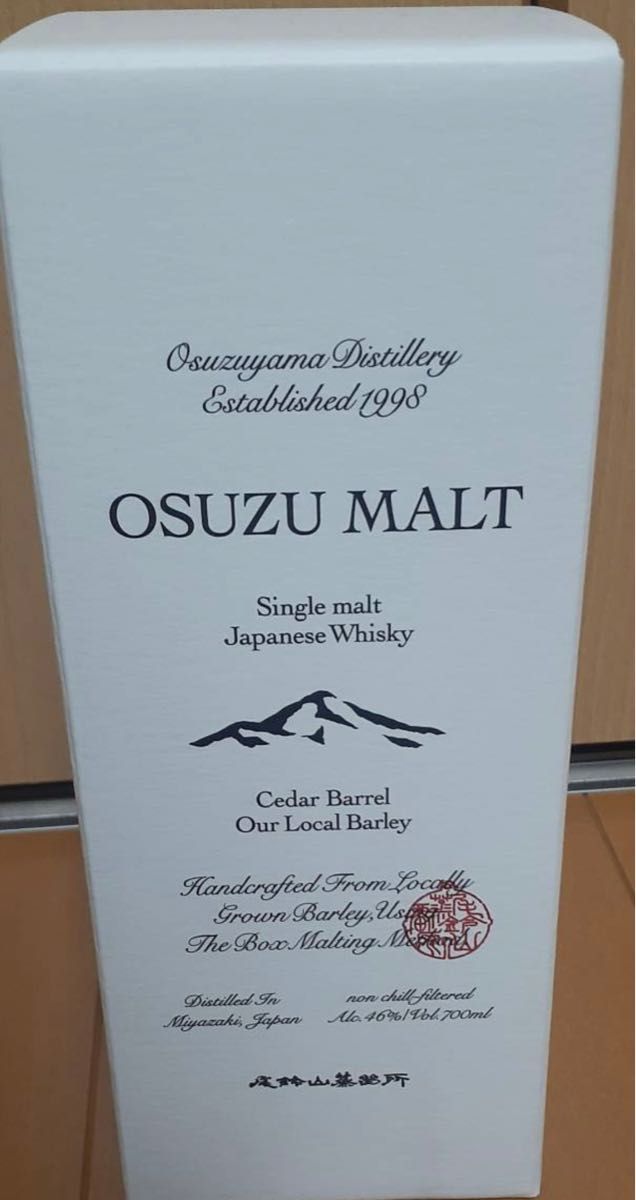 Osuzuyama Distillery
Established 1998
OSUZU MALT
Single malt
Japanese Whisky
Cedar Barrel
Our Local Barley
Handcrafted From Locally
Grown Barley, Using
The Box Malting Method
Distilled In
Miyazaki, Japan
non chill-filtered
Alc. 46%/Vol. 700ml
尾鈴山蒸留所